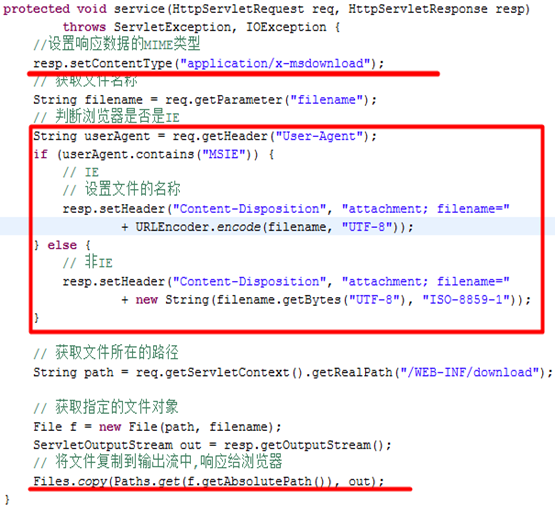 protected void service(HttpServletRequest req, HttpServletResponse resp)
throws ServletException, IOException {
//设置响应数据的MIME类型
resp.setContentType("application/x-msdownload");
// 获取文件名称
String filename = req.getParameter("filename");
// 判断浏览器是否是IE
String userAgent = req.getHeader("User-Agent");
if (userAgent.contains("MSIE")) {
// IE
// 设置文件的名称
resp.setHeader("Content-Disposition", "attachment; filename="
+ URLEncoder.encode(filename, "UTF-8"));
} else {
// 非IE
resp.setHeader("Content-Disposition", "attachment; filename="
+ new String(filename.getBytes("UTF-8"), "ISO-8859-1"));
}
// 获取文件所在的路径
String path = req.getServletContext().getRealPath("/WEB-INF/download");
// 获取指定的文件对象
File f = new File(path, filename);
ServletOutputStream out = resp.getOutputStream();
// 将文件复制到输出流中,响应给浏览器
Files.copy(Paths.get(f.getAbsolutePath()), out);
}